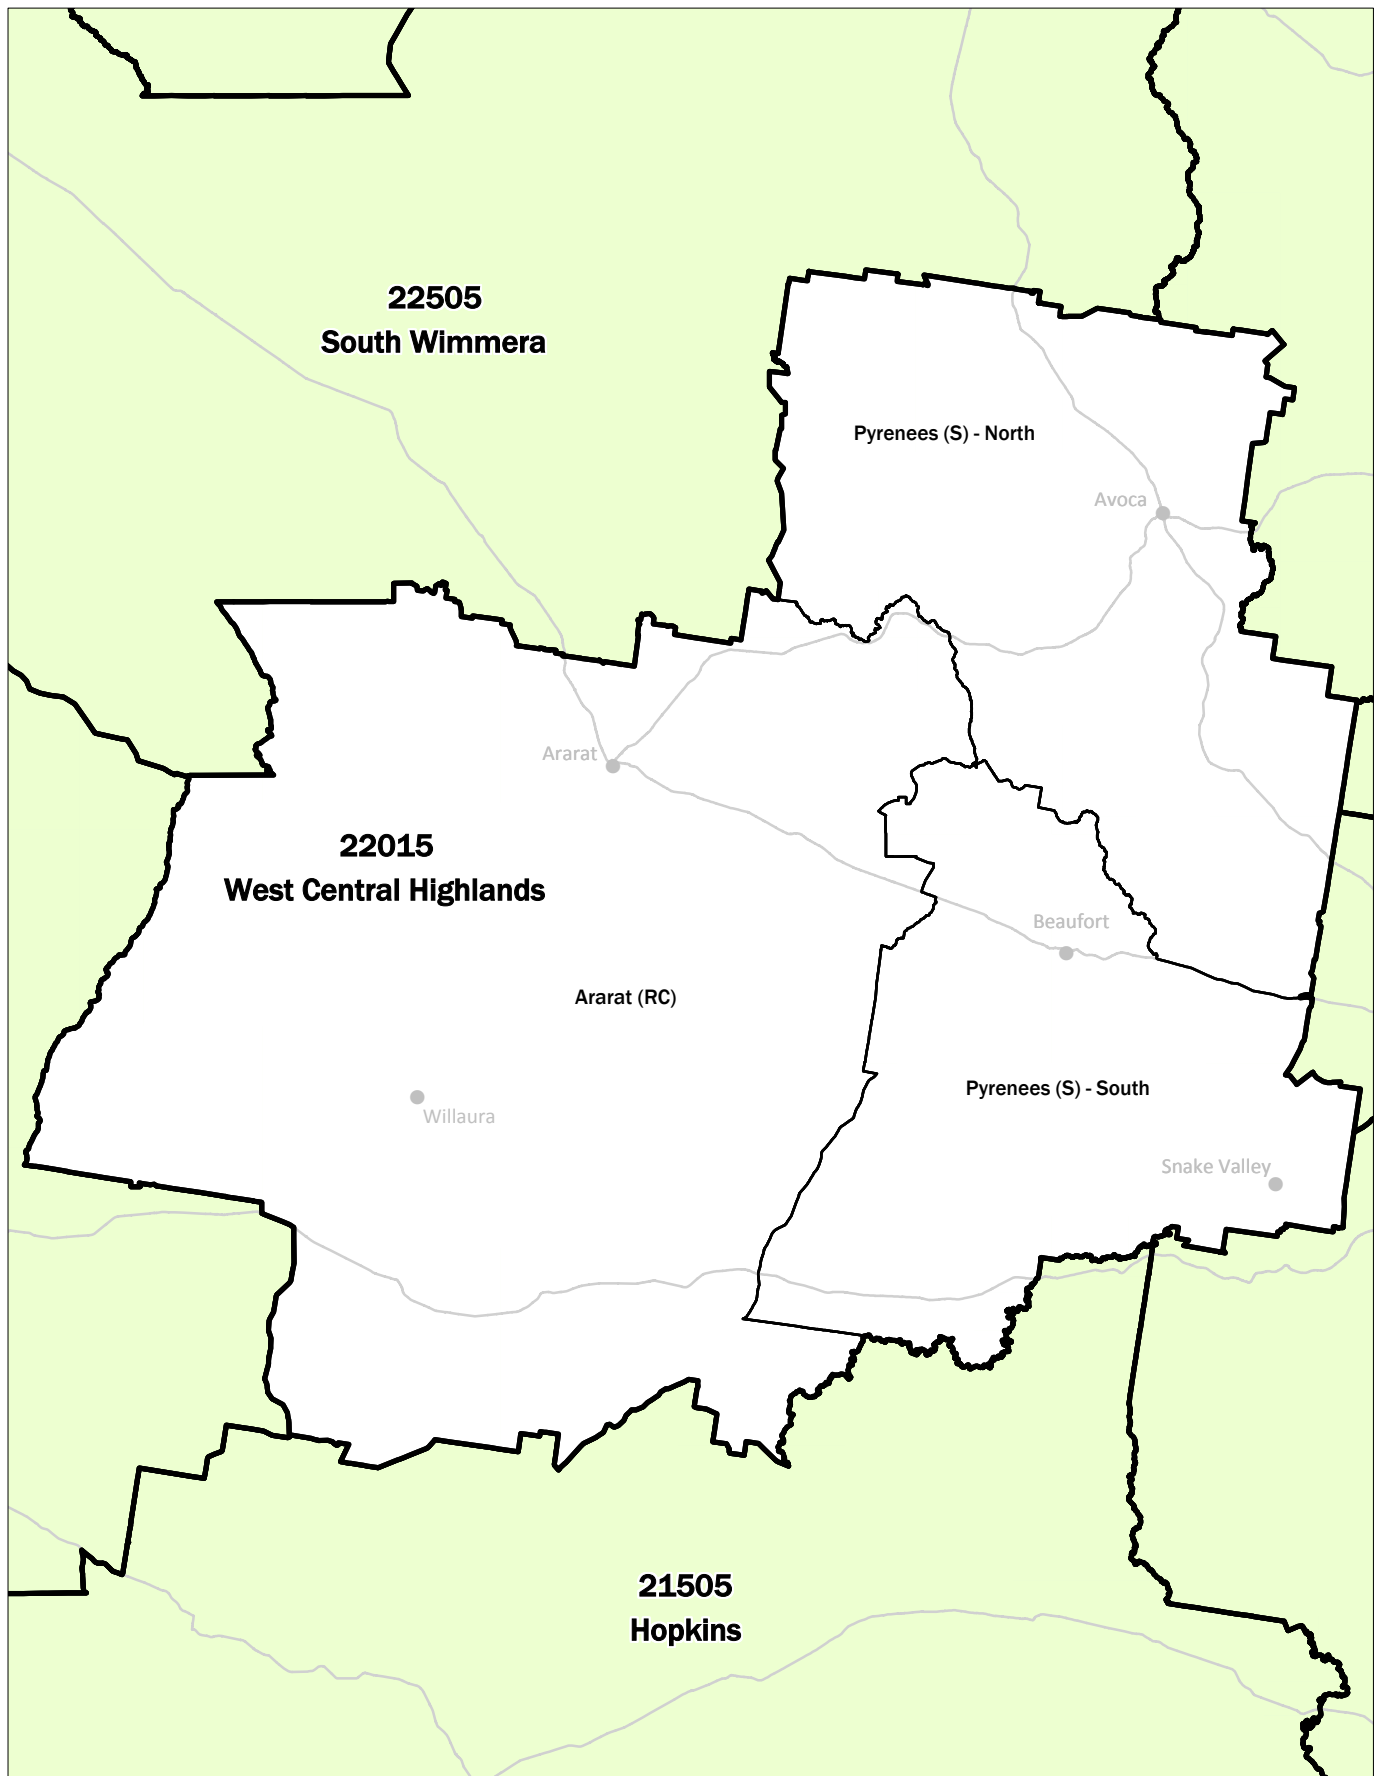 22505
South Wimmera
Pyrenees (S) - North
Avoca
Ararat
22015
West Central Highlands
Beaufort
Ararat (RC)
Pyrenees (S) - South
Willaura
Snake Valley
21505
Hopkins